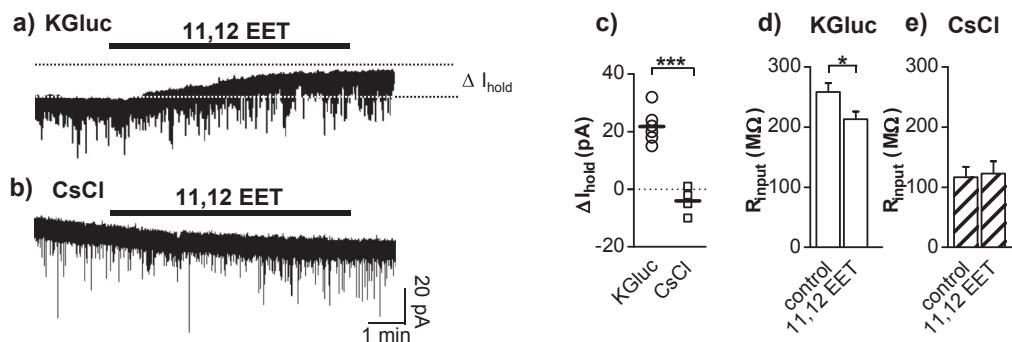 a) KGluc
11,12 EET
Δ Ihold
b) CsCl
11,12 EET
20 pA
1 min
c)
***
Δ Ihold (pA)
40
20
0
-20
KGluc
CsCl
d) KGluc
*
Rinput (MΩ)
300
200
100
0
control
11,12 EET
e) CsCl
Rinput (MΩ)
300
200
100
0
control
11,12 EET